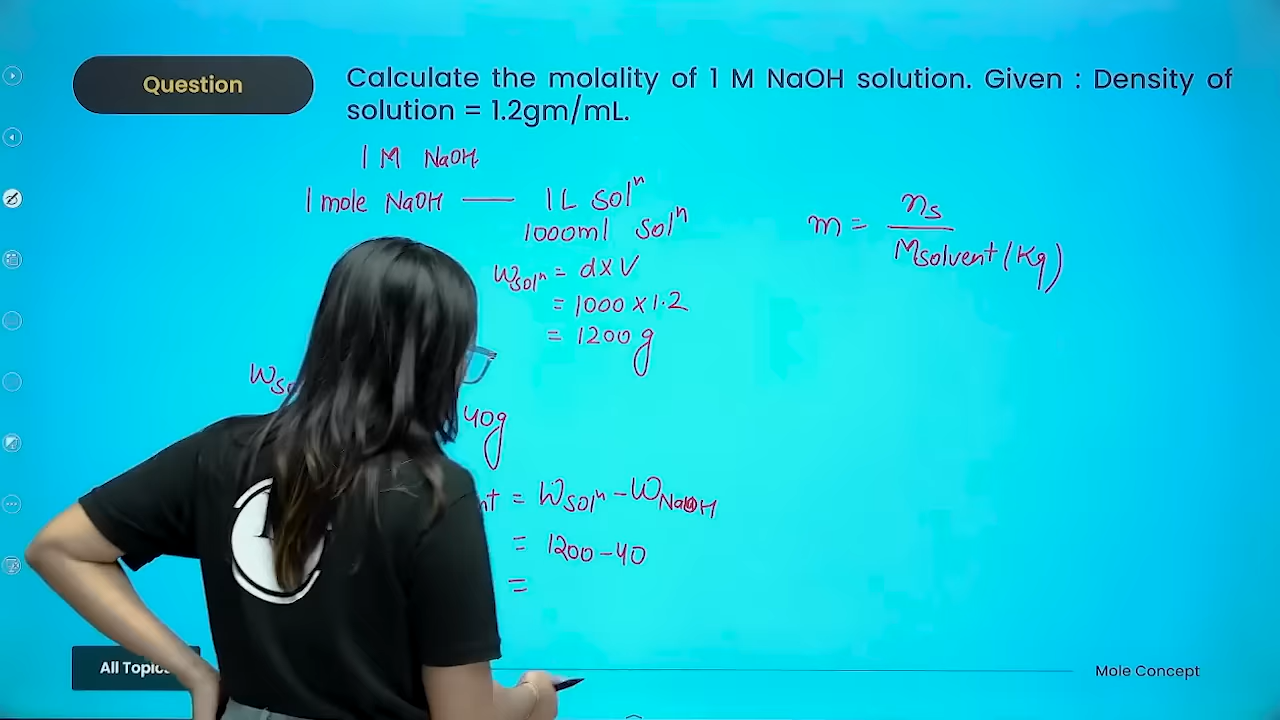 Question
Calculate the molality of 1 M NaOH solution. Given : Density of
solution = 1.2gm/mL.
1 M NaOH
1 mole NaOH — 1L solⁿ
1000ml solⁿ
m = nₛ / Msolvent(Kg)
Wsolⁿ = d×V
= 1000 × 1.2
= 1200 g
40g
= Wsolⁿ - WNaOH
= 1200 - 40
=
All Topics
Mole Concept